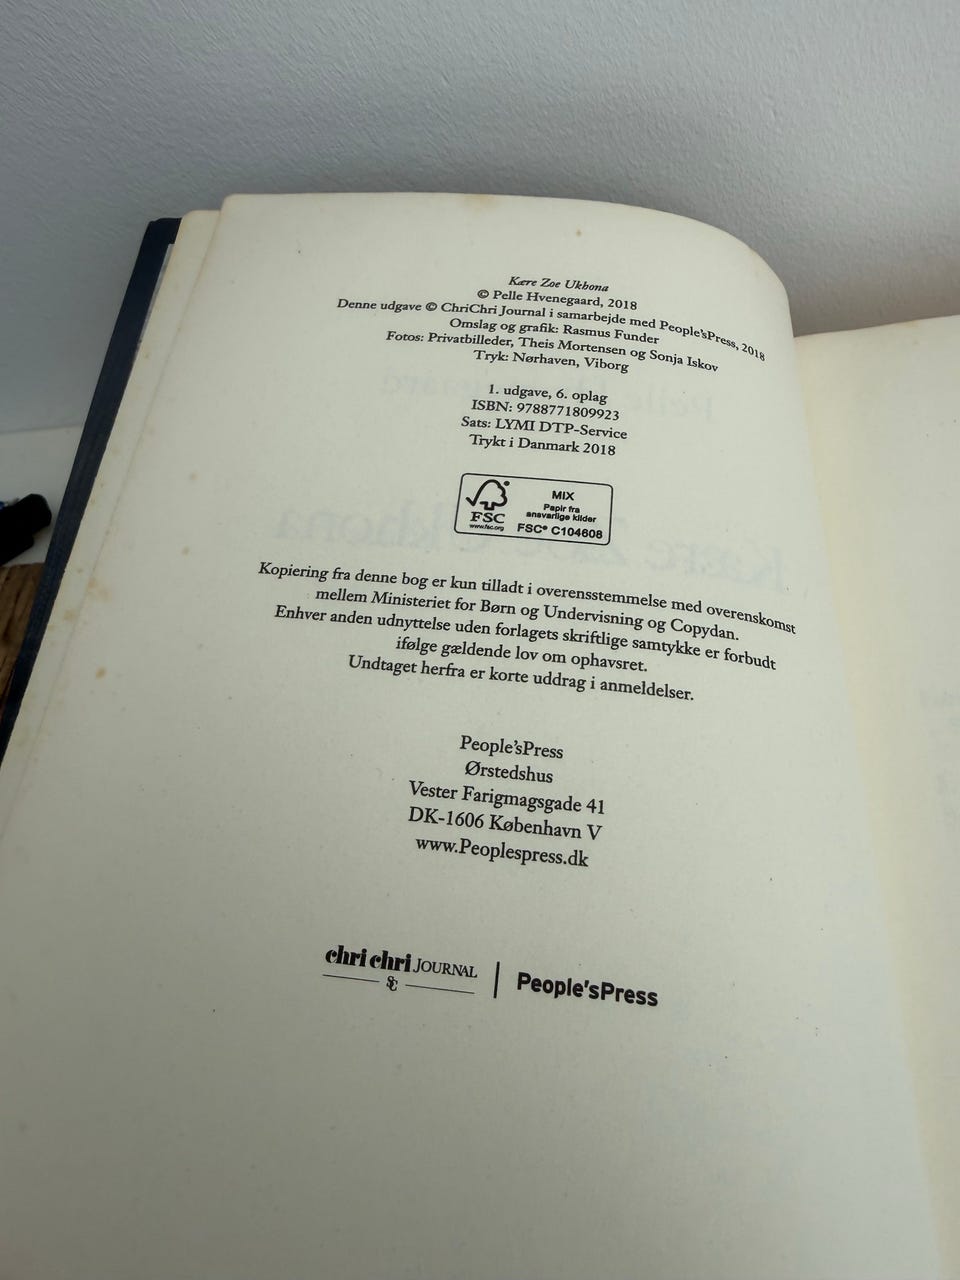 Kære Zoe Ukhona
© Pelle Hvenegaard, 2018
Denne udgave © ChriChri Journal i samarbejde med People'sPress, 2018
Omslag og grafik: Rasmus Funder
Fotos: Privatbilleder, Theis Mortensen og Sonja Iskov
Tryk: Nørhaven, Viborg
1. udgave, 6. oplag
ISBN: 9788771809923
Sats: LYMI DTP-Service
Trykt i Danmark 2018
FSC
www.fsc.org
MIX
Papir fra
ansvarlige kilder
FSC® C104608
Kopiering fra denne bog er kun tilladt i overensstemmelse med overenskomst
mellem Ministeriet for Børn og Undervisning og Copydan.
Enhver anden udnyttelse uden forlagets skriftlige samtykke er forbudt
ifølge gældende lov om ophavsret.
Undtaget herfra er korte uddrag i anmeldelser.
People'sPress
Ørstedshus
Vester Farigmagsgade 41
DK-1606 København V
www.Peoplespress.dk
chri chri JOURNAL
People'sPress